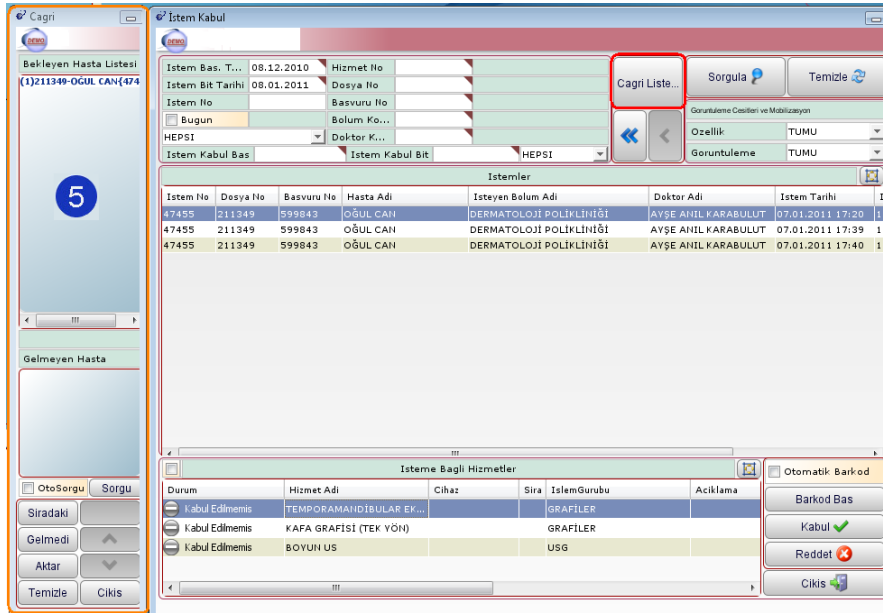 Cagri
DEMO
Bekleyen Hasta Listesi
(1)211349-OĞUL CAN{474
5
Gelmeyen Hasta
OtoSorgu Sorgu
Siradaki
Gelmedi
Aktar
Temizle Cikis
İstem Kabul
DEMO
Istem Bas. T... 08.12.2010 Hizmet No
Istem Bit Tarihi 08.01.2011 Dosya No
Istem No Basvuru No
Bugun Bolum Ko...
HEPSI Doktor K...
Istem Kabul Bas Istem Kabul Bit HEPSI
Cagri Liste...
Sorgula Temizle
Goruntuleme Cesitleri ve Mobilizasyon
Ozellik TUMU
Goruntuleme TUMU
Istemler
Istem No Dosya No Basvuru No Hasta Adi Isteyen Bolum Adi Doktor Adi Istem Tarihi I
47455 211349 599843 OĞUL CAN DERMATOLOJİ POLİKLİNİĞİ AYŞE ANIL KARABULUT 07.01.2011 17:20 1
47455 211349 599843 OĞUL CAN DERMATOLOJİ POLİKLİNİĞİ AYŞE ANIL KARABULUT 07.01.2011 17:39 1
47455 211349 599843 OĞUL CAN DERMATOLOJİ POLİKLİNİĞİ AYŞE ANIL KARABULUT 07.01.2011 17:40 1
Isteme Bagli Hizmetler
Durum Hizmet Adi Cihaz Sira IslemGurubu Aciklama
Kabul Edilmemis TEMPORAMANDİBULAR EK... GRAFİLER
Kabul Edilmemis KAFA GRAFİSİ (TEK YÖN) GRAFİLER
Kabul Edilmemis BOYUN US USG
Otomatik Barkod
Barkod Bas
Kabul
Reddet
Cikis